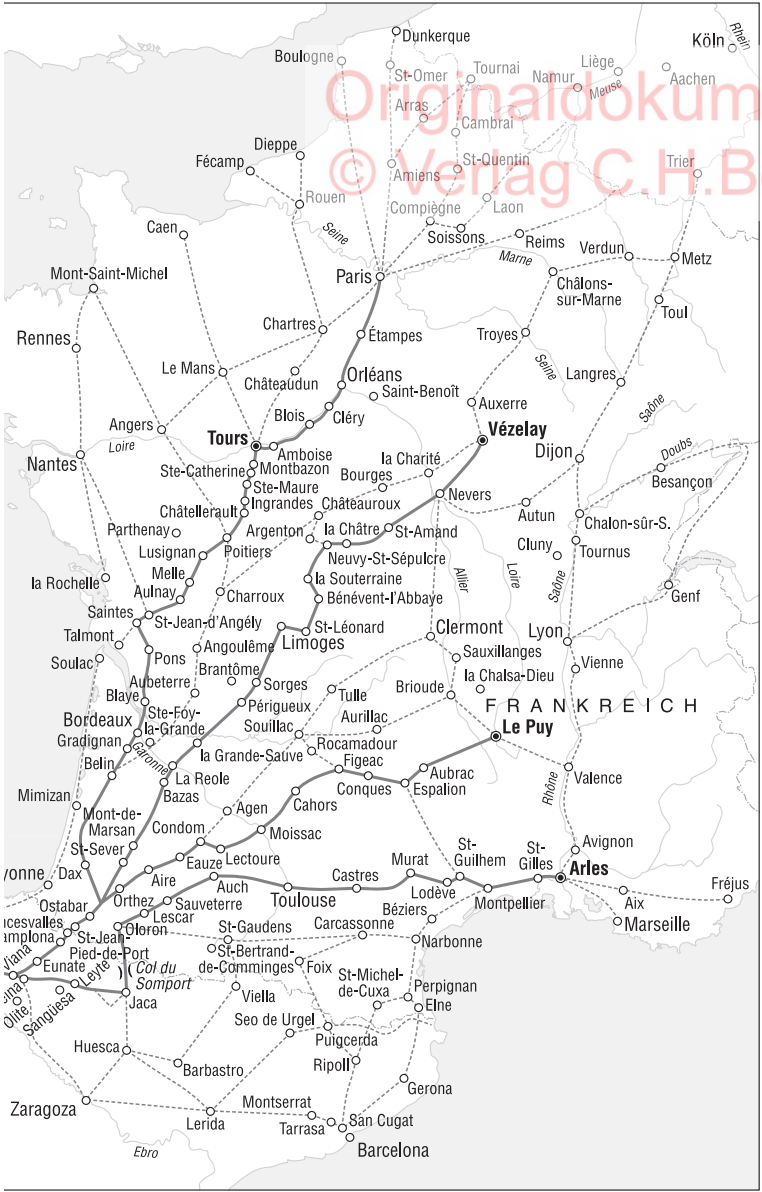 Dunkerque
Köln
Rhein
Boulogne
St-Omer
Tournai
Namur
Liège
Meuse
Aachen
Originaldokum
Arras
Cambrai
Dieppe
Fécamp
Amiens
St-Quentin
Trier
© Verlag C.H.B
Rouen
Compiègne
Laon
Caen
Seine
Soissons
Reims
Verdun
Metz
Marne
Mont-Saint-Michel
Paris
Châlons-
sur-Marne
Toul
Chartres
Étampes
Troyes
Rennes
Seine
Le Mans
Châteaudun
Orléans
Saint-Benoît
Langres
Auxerre
Saône
Angers
Blois
Cléry
Tours
Vézelay
Loire
Amboise
Dijon
Nantes
Montbazon
la Charité
Doubs
Ste-Catherine
Bourges
Besançon
Ste-Maure
Nevers
Ingrandes
Châteauroux
Châtellerault
Autun
Chalon-sûr-S.
Parthenay
Argenton
la Châtre
St-Amand
Tournus
Lusignan
Poitiers
Neuvy-St-Sépulcre
Cluny
Melle
la Souterraine
Allier
Loire
Saône
la Rochelle
Aulnay
Charroux
Bénévent-l'Abbaye
Genf
Saintes
St-Jean-d'Angély
St-Léonard
Talmont
Limoges
Clermont
Lyon
Pons
Angoulême
Sauxillanges
Soulac
Brantôme
Vienne
Aubeterre
Sorges
la Chalsa-Dieu
Blaye
Tulle
Brioude
Ste-Fóy-
la-Grande
Périgueux
FRANKREICH
Bordeaux
Souillac
Aurillac
Le Puy
Gradignan
Rocamadour
Garonne
la Grande-Sauve
Figeac
Belin
La Reole
Aubrac
Valence
Bazas
Conques
Espalion
Rhône
Mimizan
Cahors
Agen
Mont-de-
Marsan
Condom
Moissac
St-Sever
Avignon
St-
Guilhem
St-
Gilles
yonne
Dax
Eauze
Lectoure
Murat
Arles
Aire
Castres
Auch
Lodève
Fréjus
Orthez
Toulouse
Montpellier
Aix
Ostabar
Sauveterre
Béziers
Lescar
Marseille
ncesvalles
Oloron
St-Gaudens
Carcassonne
amplona
St-Jean-
Pied-de-Port
Narbonne
Viana
St-Bertrand-
de-Comminges
Eunate
Foix
Leyte
Col du
Somport
St-Michel-
de-Cuxa
Perpignan
Sangüesa
Viella
Elne
Olite
Jaca
Seo de Urgel
Puigcerda
Huesca
Ripoll
Barbastro
Gerona
Montserrat
Zaragoza
Lerida
Tarrasa
San Cugat
Barcelona
Ebro